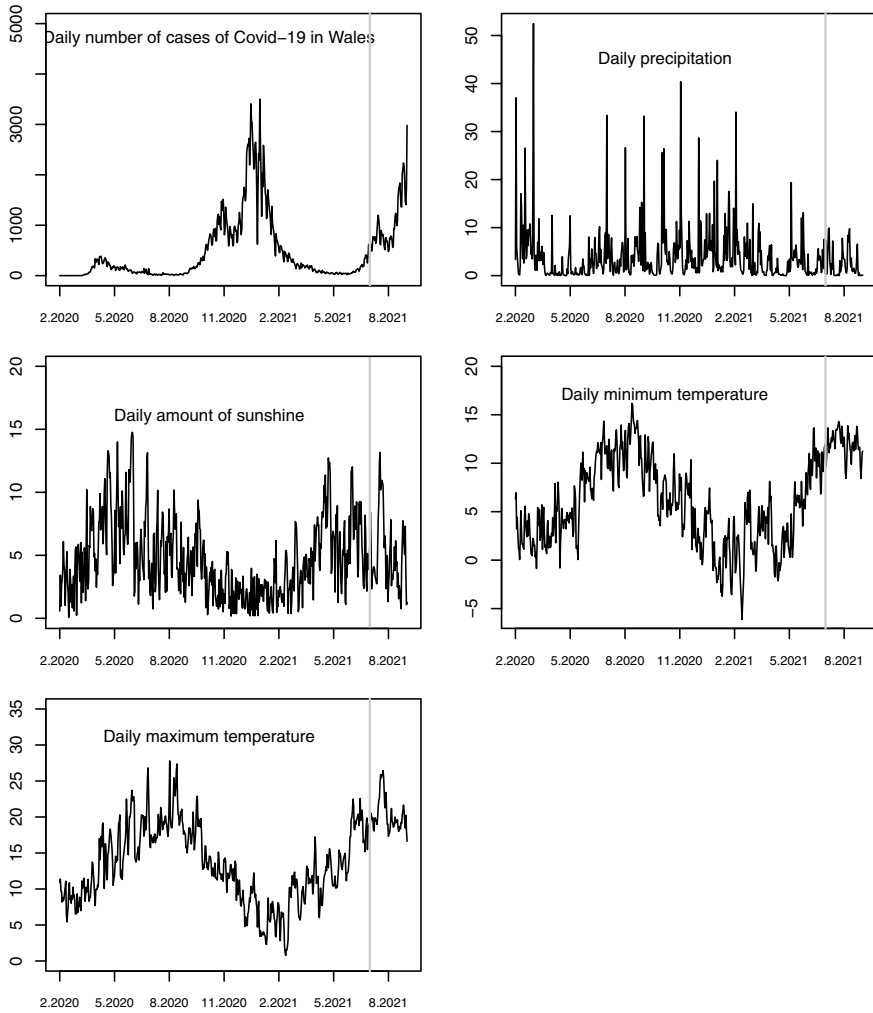 Daily number of cases of Covid−19 in Wales
5000
3000
1000
0
2.2020 5.2020 8.2020 11.2020 2.2021 5.2021 8.2021
Daily precipitation
50
40
30
20
10
0
2.2020 5.2020 8.2020 11.2020 2.2021 5.2021 8.2021
Daily amount of sunshine
20
15
10
5
0
2.2020 5.2020 8.2020 11.2020 2.2021 5.2021 8.2021
Daily minimum temperature
20
15
10
5
0
−5
2.2020 5.2020 8.2020 11.2020 2.2021 5.2021 8.2021
Daily maximum temperature
35
30
25
20
15
10
5
0
2.2020 5.2020 8.2020 11.2020 2.2021 5.2021 8.2021